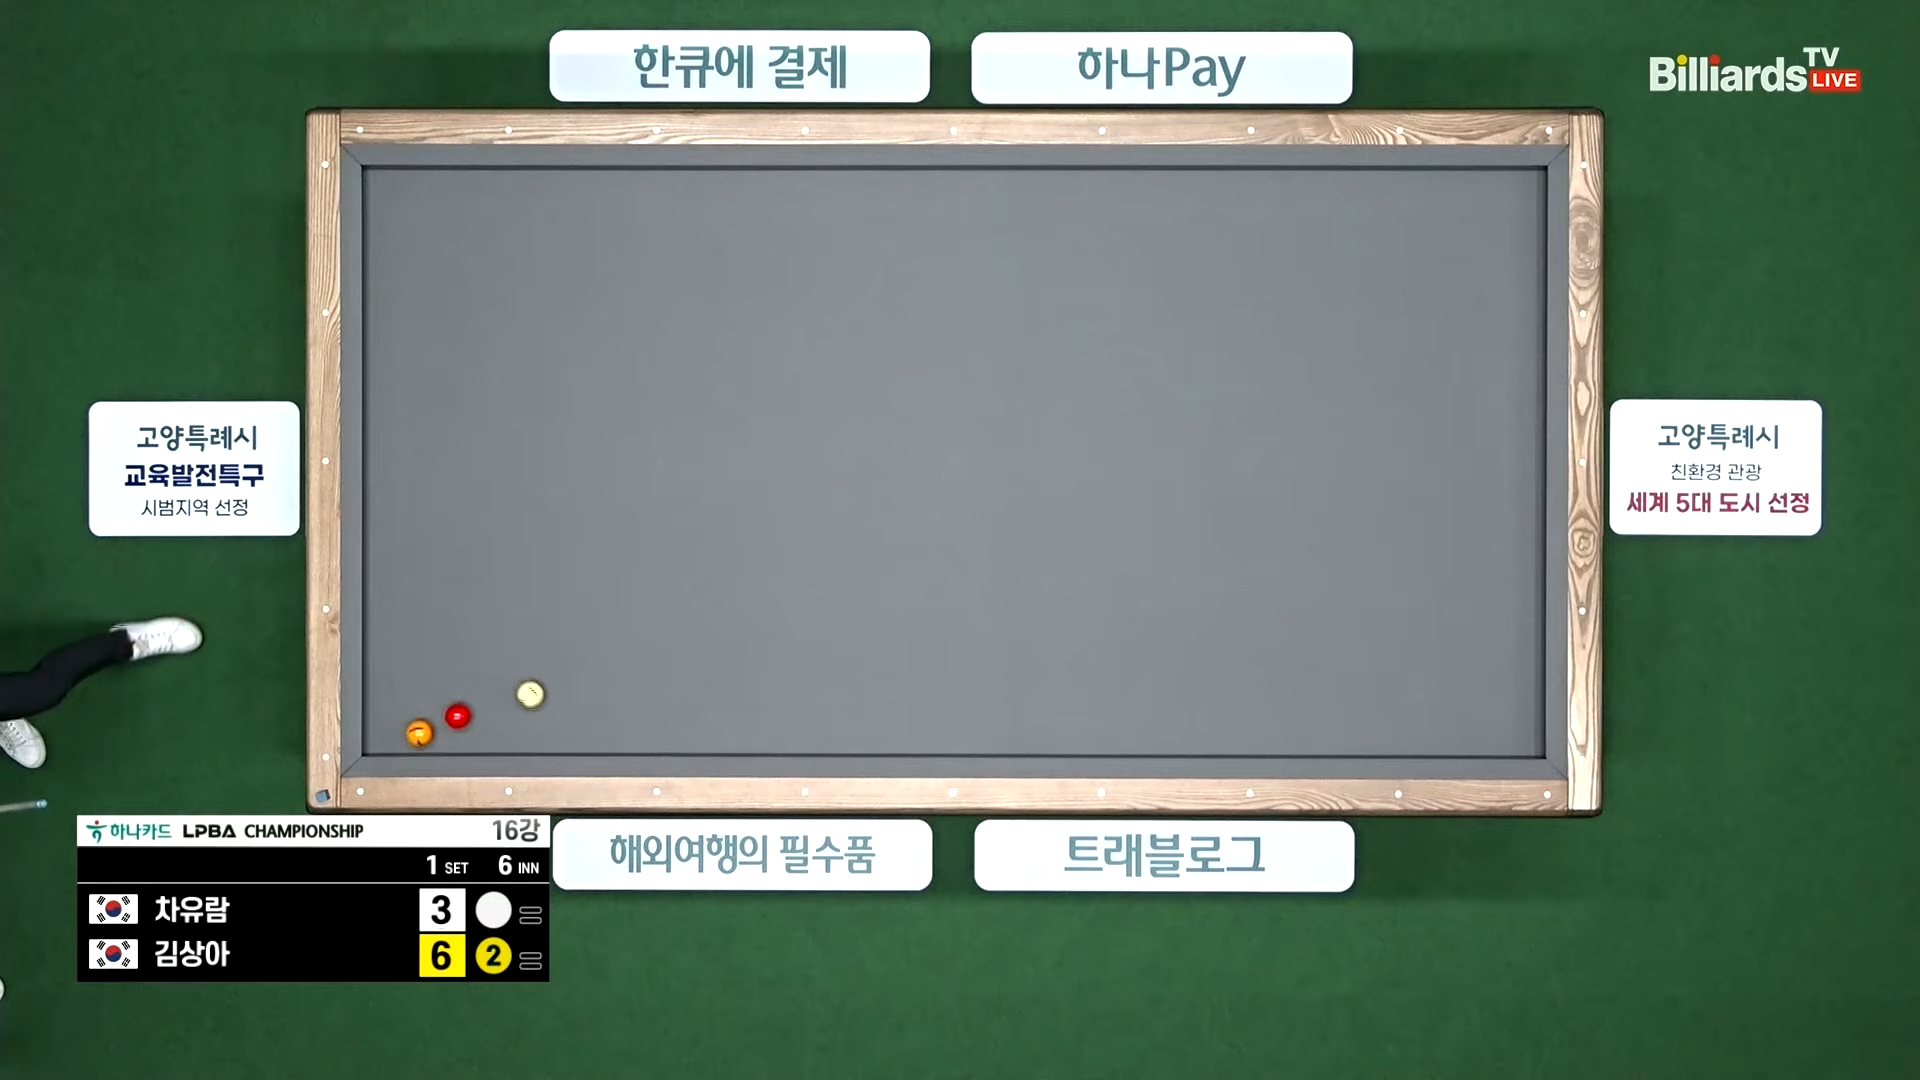 한큐에 결제
하나Pay
Billiards TV
LIVE
고양특례시
교육발전특구
시범지역 선정
고양특례시
친환경 관광
세계 5대 도시 선정
하나카드 LPBA CHAMPIONSHIP 16강
1 SET 6 INN
차유람 3
김상아 6 2
해외여행의 필수품
트래블로그